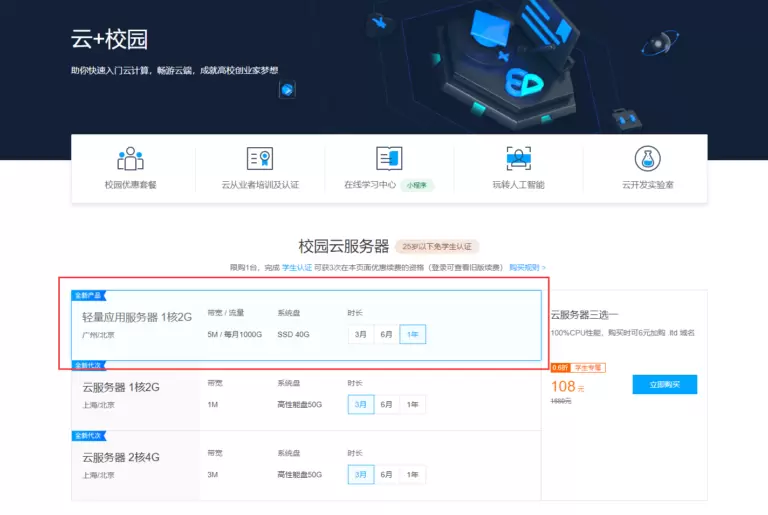 云+校园
助你快速入门云计算，畅游云端，成就高校创业家梦想
校园优惠套餐
云从业者培训及认证
在线学习中心 小程序
玩转人工智能
云开发实验室
校园云服务器 25岁以下免学生认证
限购1台，完成 学生认证 可获3次在本页面优惠续费的资格（登录可查看旧版续费） 购买规则 >
全新产品
轻量应用服务器 1核2G
广州/北京
带宽 / 流量
5M / 每月1000G
系统盘
SSD 40G
时长
3月 6月 1年
全新代次
云服务器 1核2G
上海/北京
带宽
1M
系统盘
高性能盘50G
时长
3月 6月 1年
全新代次
云服务器 2核4G
上海/北京
带宽
3M
系统盘
高性能盘50G
时长
3月 6月 1年
云服务器三选一
100%CPU性能，购买时可6元加购 .ltd 域名
学生专属
108 元
立即购买